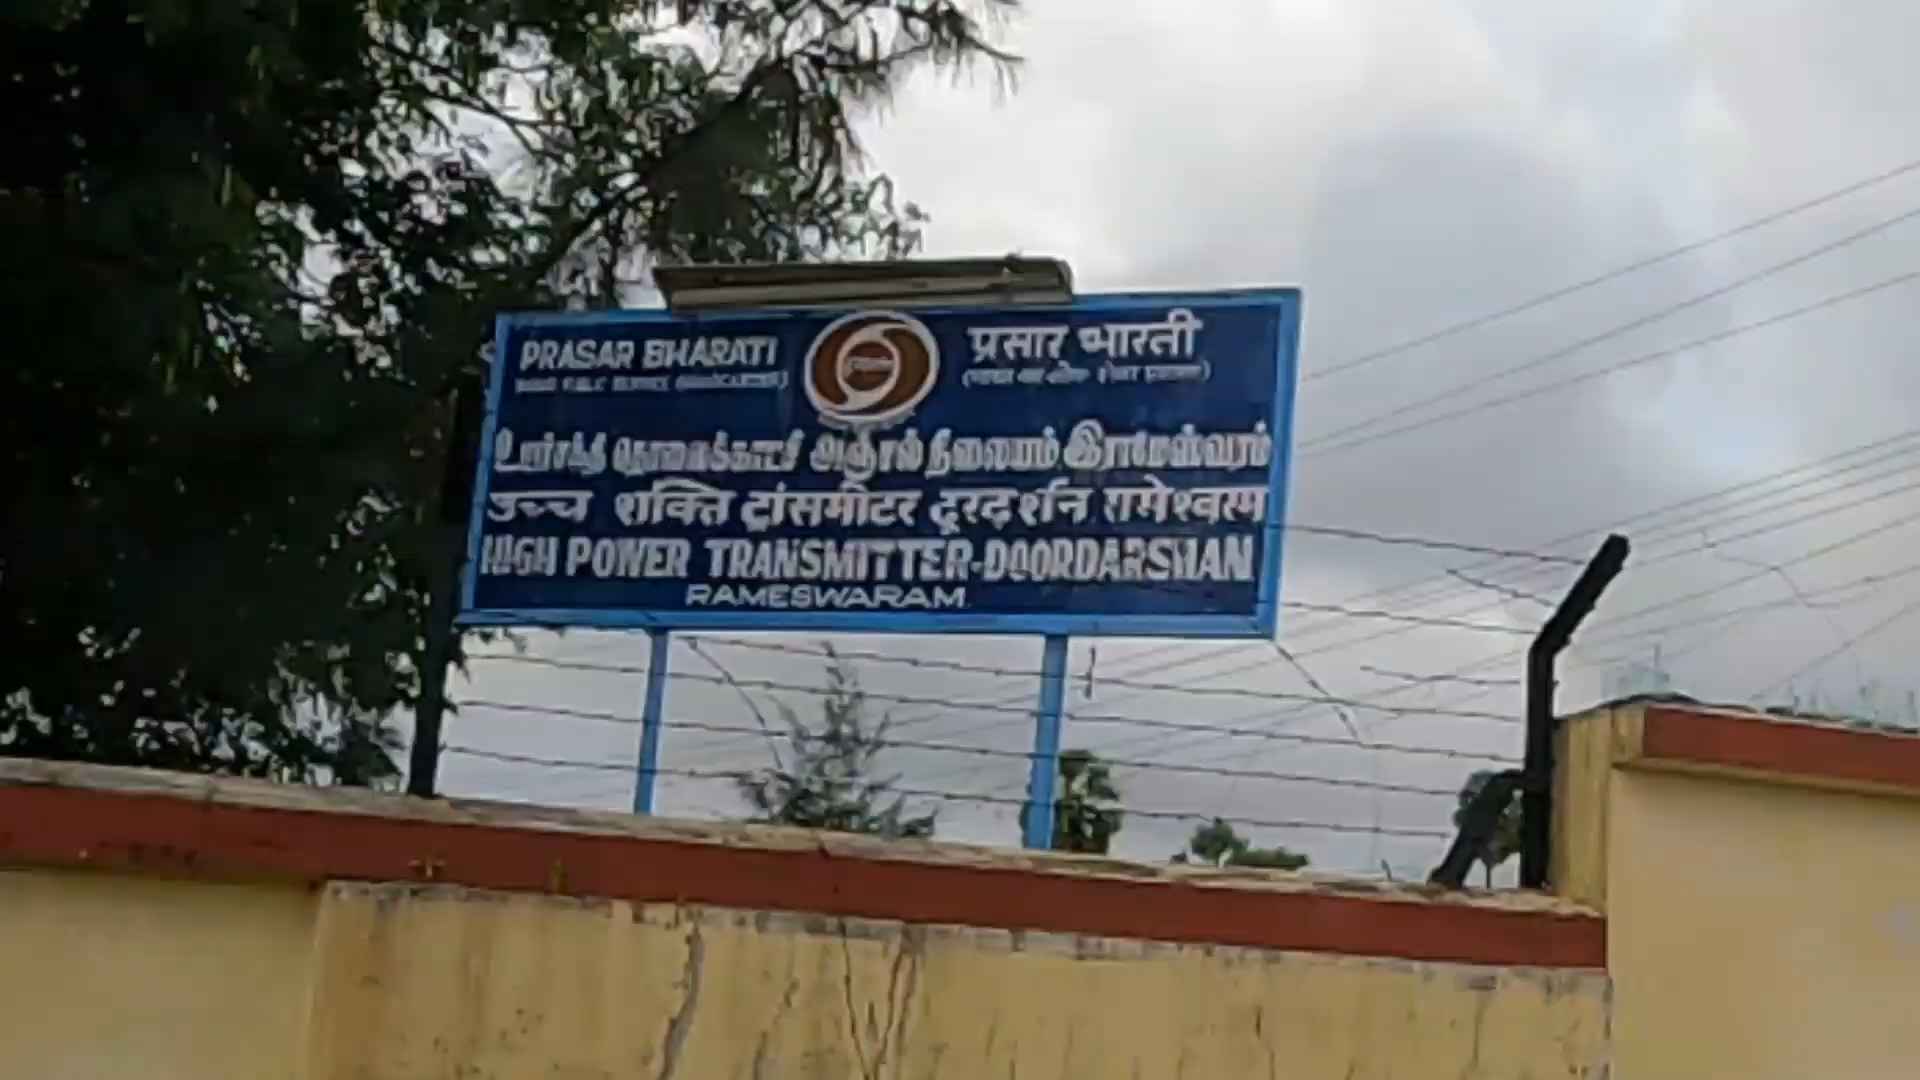 PRASAR BHARATI
प्रसार भारती
நிலையம் இராமேஸ்வரம்
उच्च शक्ति ट्रांसमीटर दूरदर्शन रामेश्वरम
HIGH POWER TRANSMITTER-DOORDARSHAN
RAMESWARAM